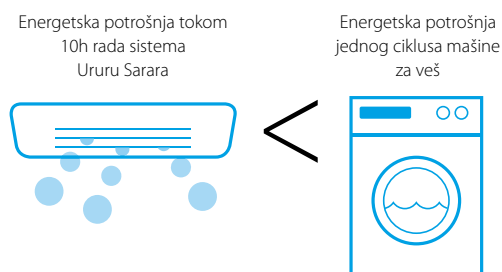 Energetska potrošnja tokom
10h rada sistema
Ururu Sarara
<
Energetska potrošnja
jednog ciklusa mašine
za veš